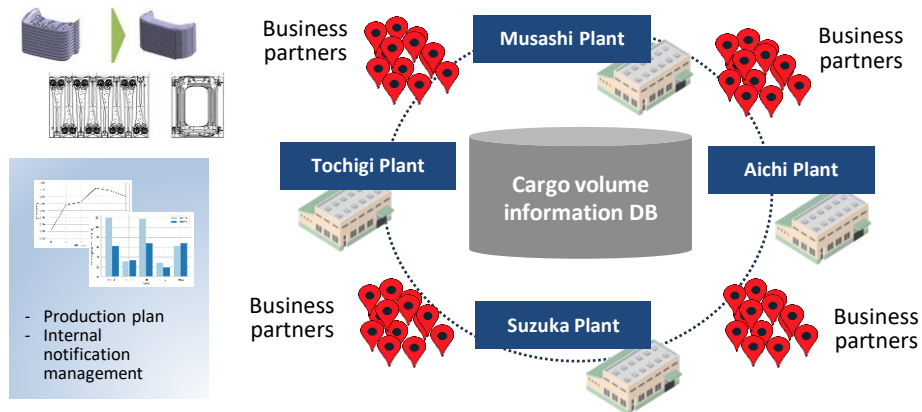 Business
partners
Musashi Plant
Business
partners
Tochigi Plant
Cargo volume
information DB
Aichi Plant
- Production plan
- Internal
notification
management
Business
partners
Suzuka Plant
Business
partners